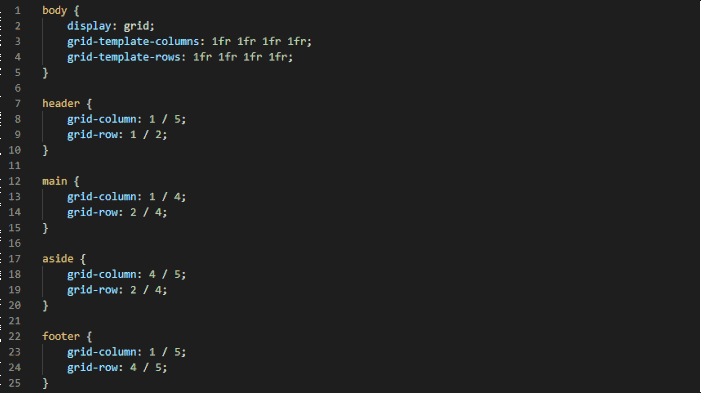 1 body {
2     display: grid;
3     grid-template-columns: 1fr 1fr 1fr 1fr;
4     grid-template-rows: 1fr 1fr 1fr 1fr;
5 }
6
7 header {
8     grid-column: 1 / 5;
9     grid-row: 1 / 2;
10 }
11
12 main {
13     grid-column: 1 / 4;
14     grid-row: 2 / 4;
15 }
16
17 aside {
18     grid-column: 4 / 5;
19     grid-row: 2 / 4;
20 }
21
22 footer {
23     grid-column: 1 / 5;
24     grid-row: 4 / 5;
25 }